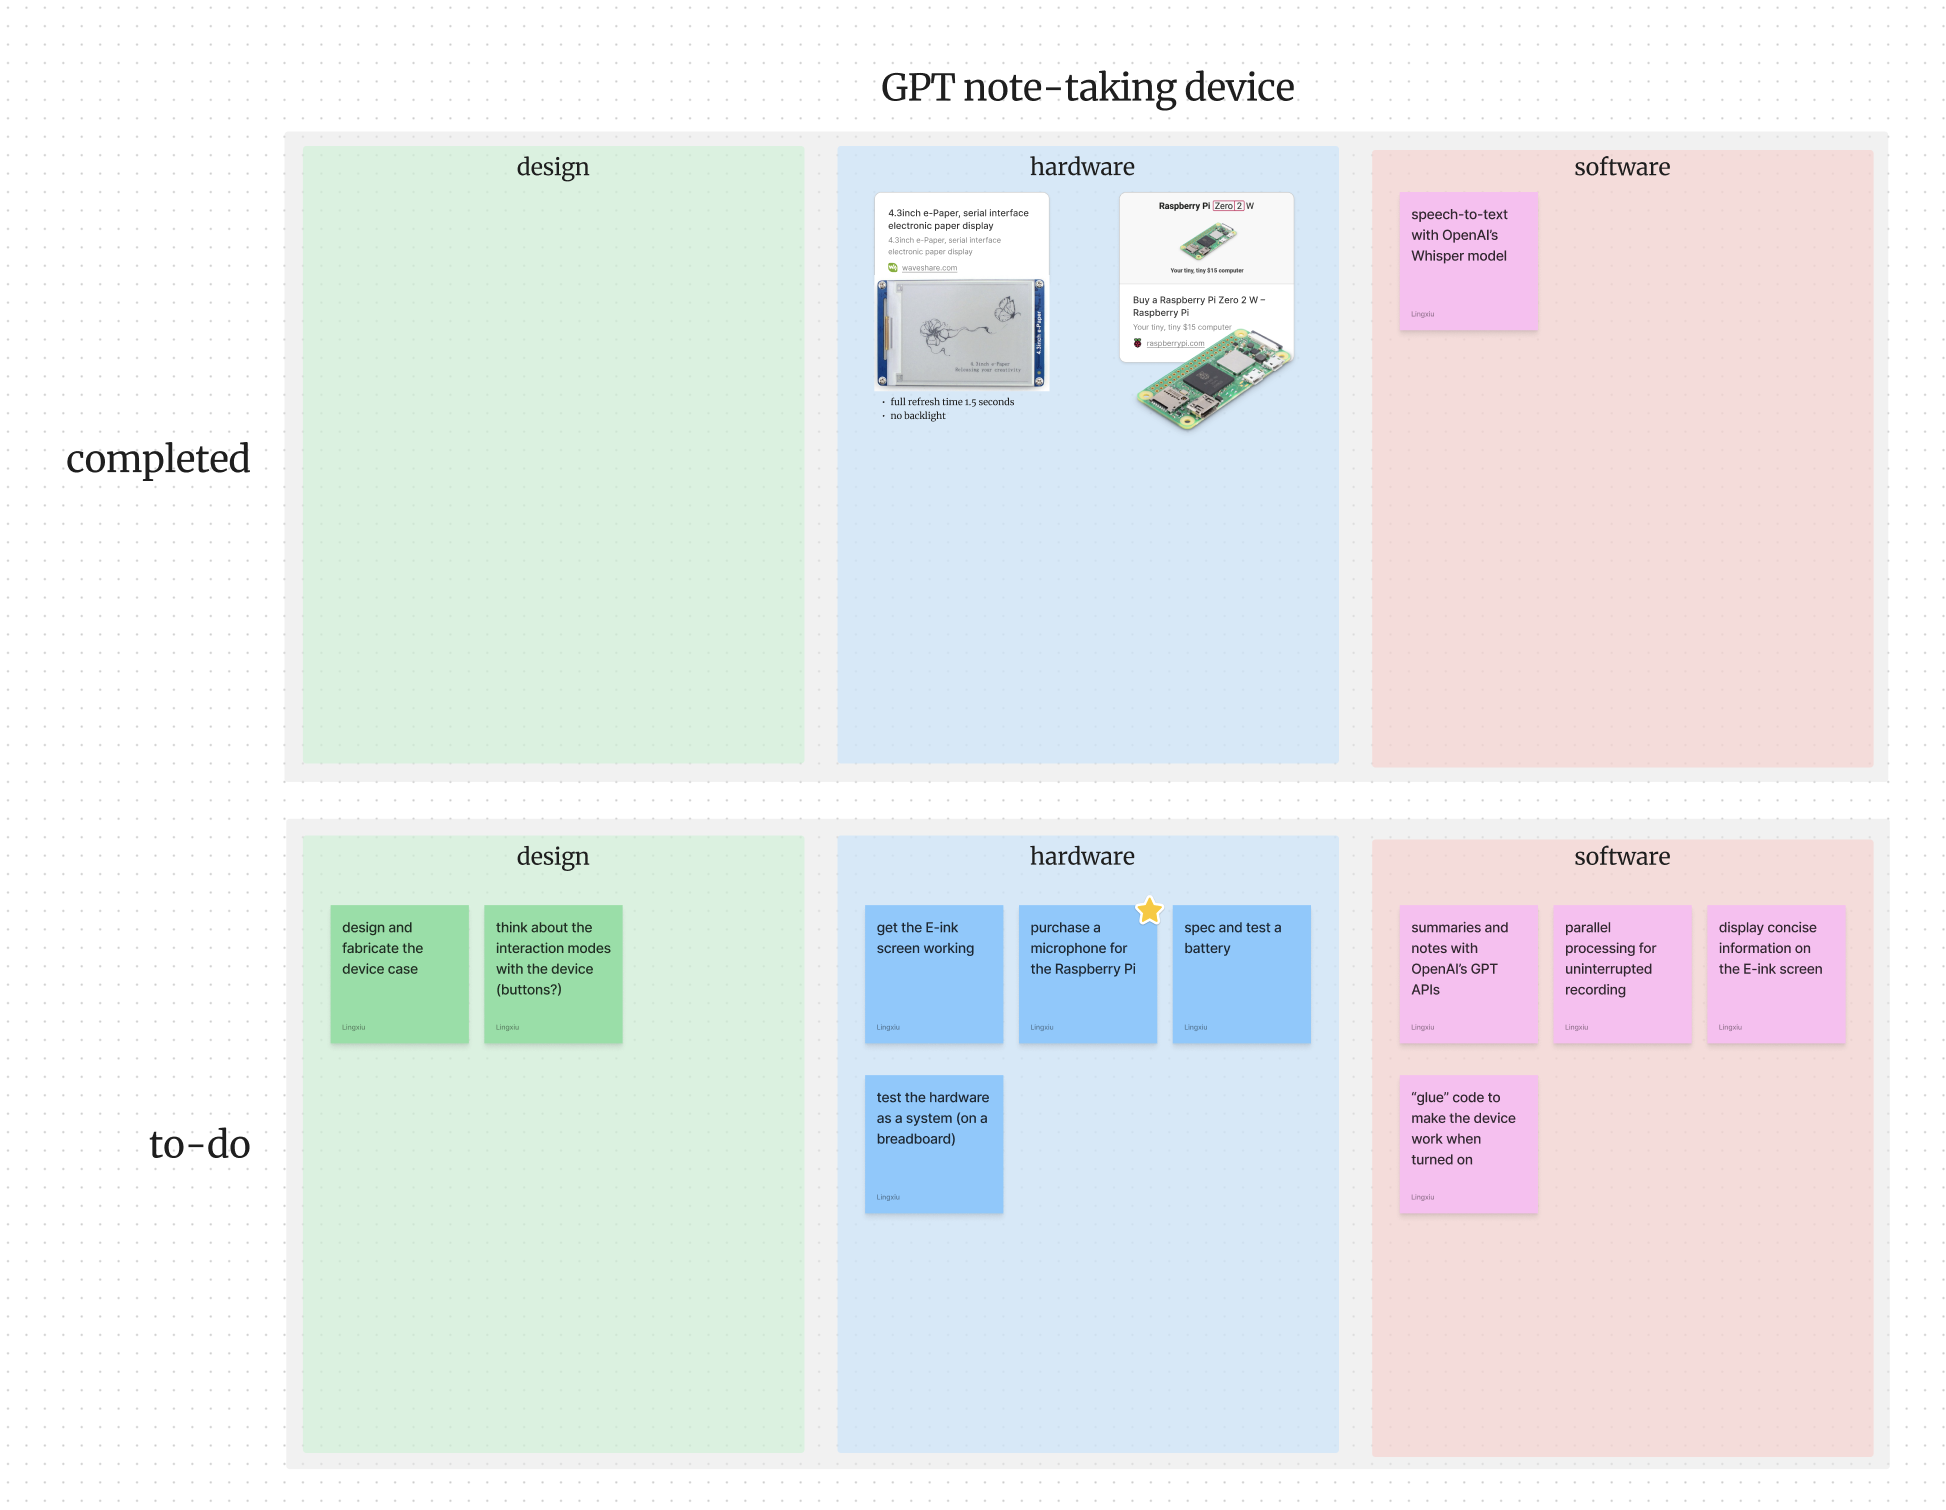 GPT note-taking device
completed
design
hardware
4.3inch e-Paper, serial interface
electronic paper display
4.3inch e-Paper, serial interface
electronic paper display
waveshare.com
4.3inch e-Paper
4.3inch e-Paper
Releasing your creativity
• full refresh time 1.5 seconds
• no backlight
Raspberry Pi Zero 2 W
Your tiny, tiny $15 computer
Buy a Raspberry Pi Zero 2 W –
Raspberry Pi
Your tiny, tiny $15 computer
raspberrypi.com
software
speech-to-text
with OpenAI's
Whisper model
Lingxiu
to-do
design
design and
fabricate the
device case
Lingxiu
think about the
interaction modes
with the device
(buttons?)
Lingxiu
hardware
get the E-ink
screen working
Lingxiu
purchase a
microphone for
the Raspberry Pi
Lingxiu
spec and test a
battery
Lingxiu
test the hardware
as a system (on a
breadboard)
Lingxiu
software
summaries and
notes with
OpenAI's GPT
APIs
Lingxiu
parallel
processing for
uninterrupted
recording
Lingxiu
display concise
information on
the E-ink screen
Lingxiu
“glue” code to
make the device
work when
turned on
Lingxiu